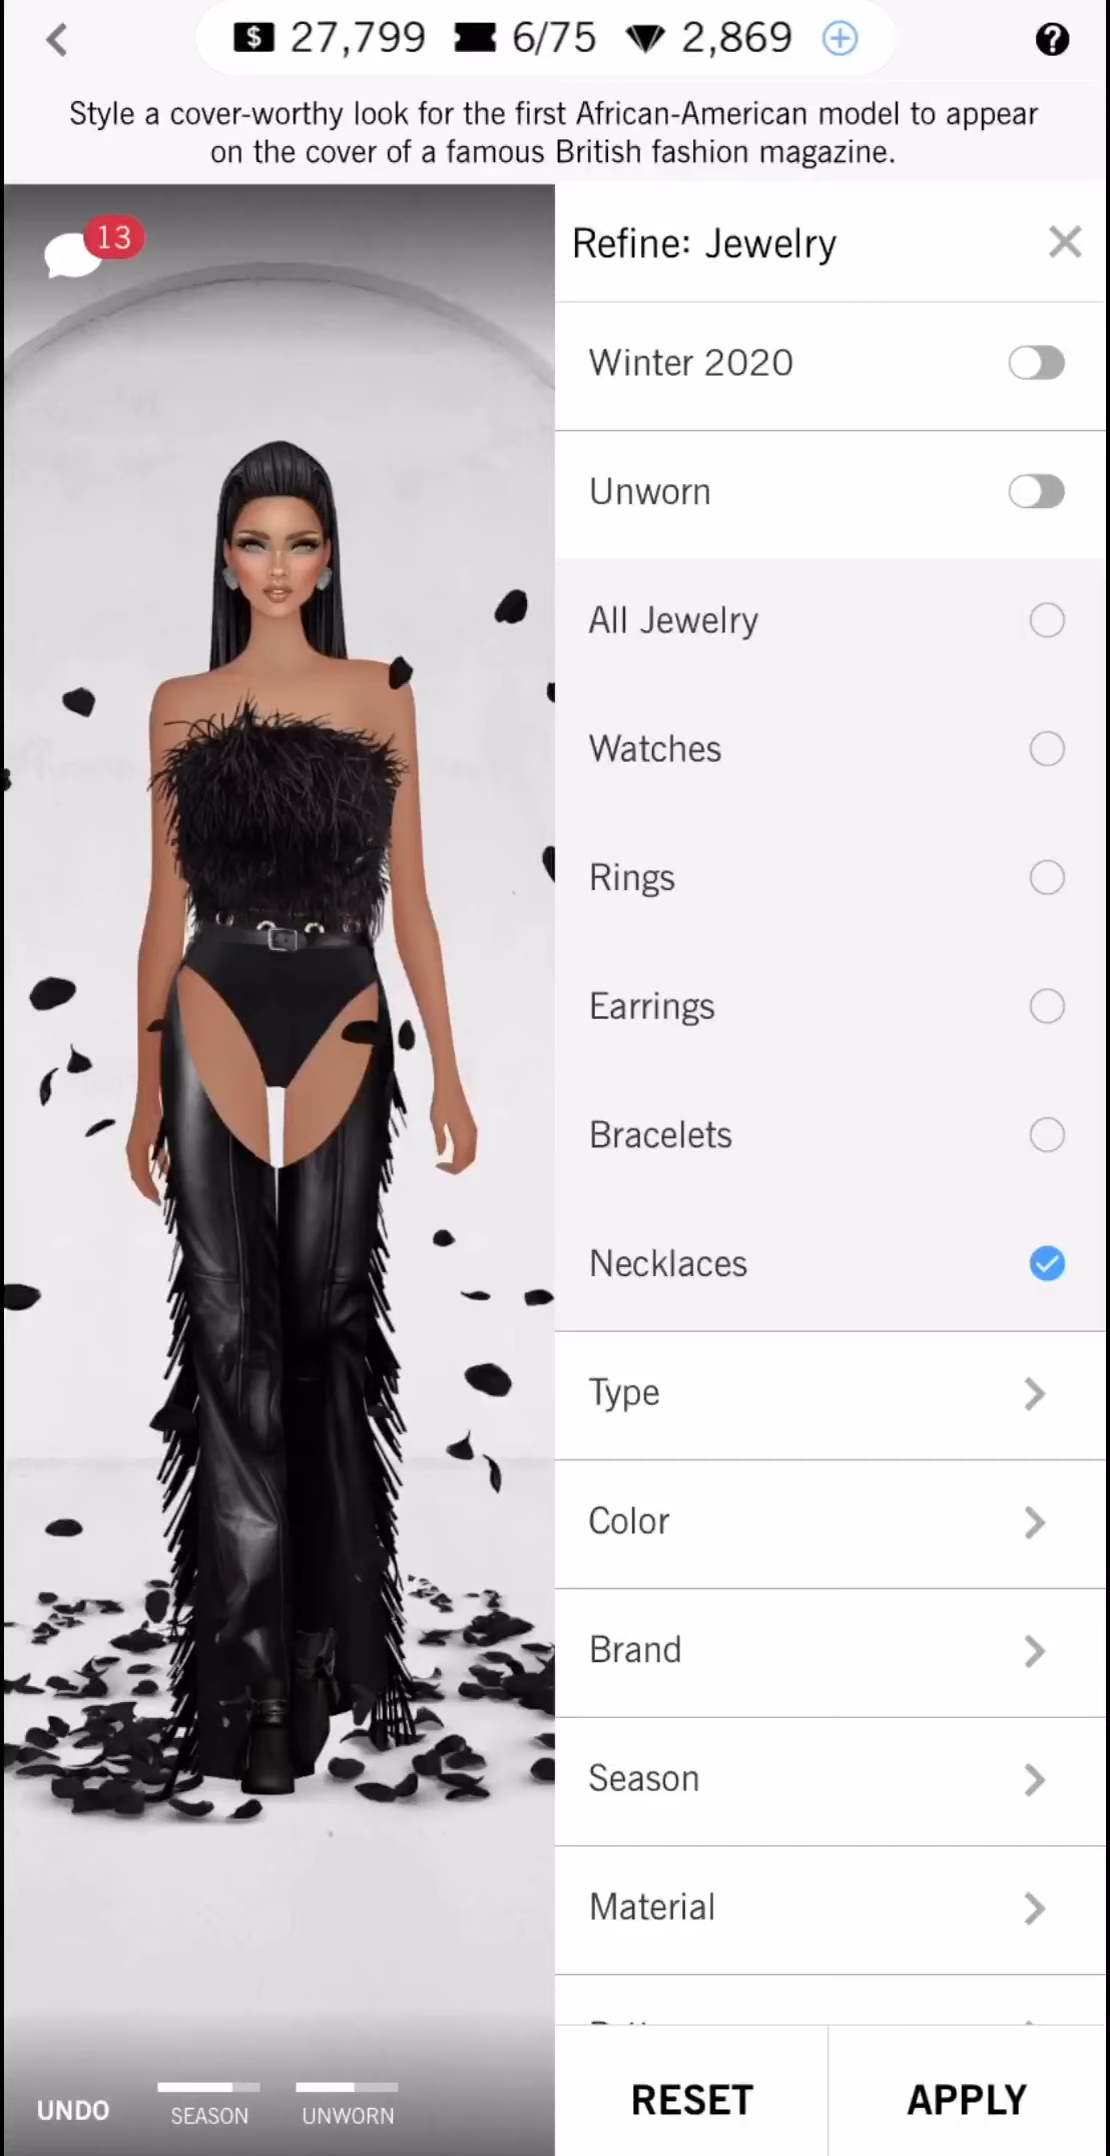 $ 27,799 6/75 2,869 + ?
Style a cover-worthy look for the first African-American model to appear
on the cover of a famous British fashion magazine.
13
Refine: Jewelry
Winter 2020
Unworn
All Jewelry
Watches
Rings
Earrings
Bracelets
Necklaces
Type
Color
Brand
Season
Material
UNDO
SEASON
UNWORN
RESET
APPLY